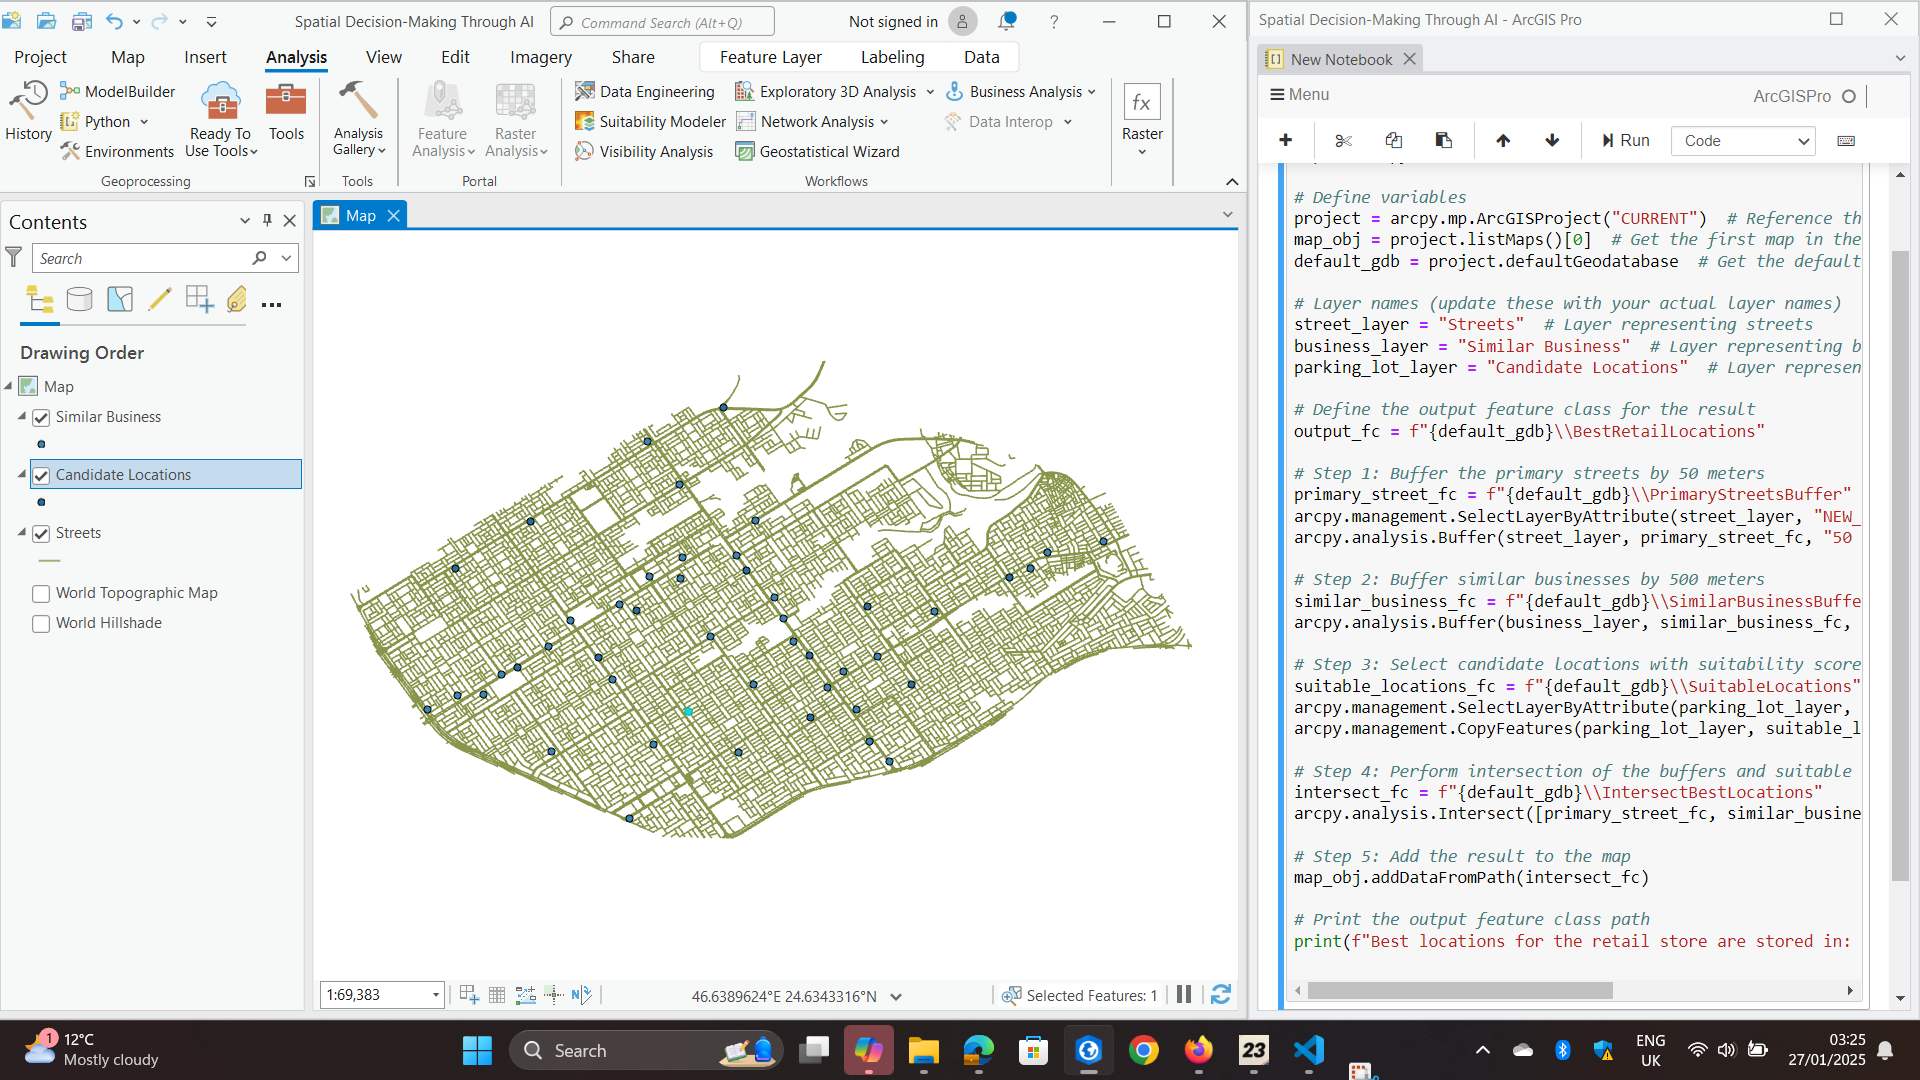 Spatial Decision-Making Through AI
Command Search (Alt+Q)
Not signed in
?
Project
Map
Insert
Analysis
View
Edit
Imagery
Share
Feature Layer
Labeling
Data
History
ModelBuilder
Python
Environments
Ready To
Use Tools
Tools
Geoprocessing
Analysis
Gallery
Tools
Feature
Analysis
Raster
Analysis
Portal
Data Engineering
Suitability Modeler
Visibility Analysis
Exploratory 3D Analysis
Network Analysis
Geostatistical Wizard
Business Analysis
Data Interop
Workflows
fx
Raster
Contents
Search
Drawing Order
Map
Similar Business
Candidate Locations
Streets
World Topographic Map
World Hillshade
Map
1:69,383
46.6389624°E 24.6343316°N
Selected Features: 1
Spatial Decision-Making Through AI - ArcGIS Pro
New Notebook
Menu
ArcGISPro
Run
Code
# Define variables
project = arcpy.mp.ArcGISProject("CURRENT")  # Reference th
map_obj = project.listMaps()[0]  # Get the first map in the
default_gdb = project.defaultGeodatabase  # Get the default
# Layer names (update these with your actual layer names)
street_layer = "Streets"  # Layer representing streets
business_layer = "Similar Business"  # Layer representing b
parking_lot_layer = "Candidate Locations"  # Layer represen
# Define the output feature class for the result
output_fc = f"{default_gdb}\\BestRetailLocations"
# Step 1: Buffer the primary streets by 50 meters
primary_street_fc = f"{default_gdb}\\PrimaryStreetsBuffer"
arcpy.management.SelectLayerByAttribute(street_layer, "NEW_
arcpy.analysis.Buffer(street_layer, primary_street_fc, "50
# Step 2: Buffer similar businesses by 500 meters
similar_business_fc = f"{default_gdb}\\SimilarBusinessBuffe
arcpy.analysis.Buffer(business_layer, similar_business_fc,
# Step 3: Select candidate locations with suitability score
suitable_locations_fc = f"{default_gdb}\\SuitableLocations"
arcpy.management.SelectLayerByAttribute(parking_lot_layer,
arcpy.management.CopyFeatures(parking_lot_layer, suitable_l
# Step 4: Perform intersection of the buffers and suitable
intersect_fc = f"{default_gdb}\\IntersectBestLocations"
arcpy.analysis.Intersect([primary_street_fc, similar_busine
# Step 5: Add the result to the map
map_obj.addDataFromPath(intersect_fc)
# Print the output feature class path
print(f"Best locations for the retail store are stored in:
1
12°C
Mostly cloudy
Search
23
ENG
UK
03:25
27/01/2025